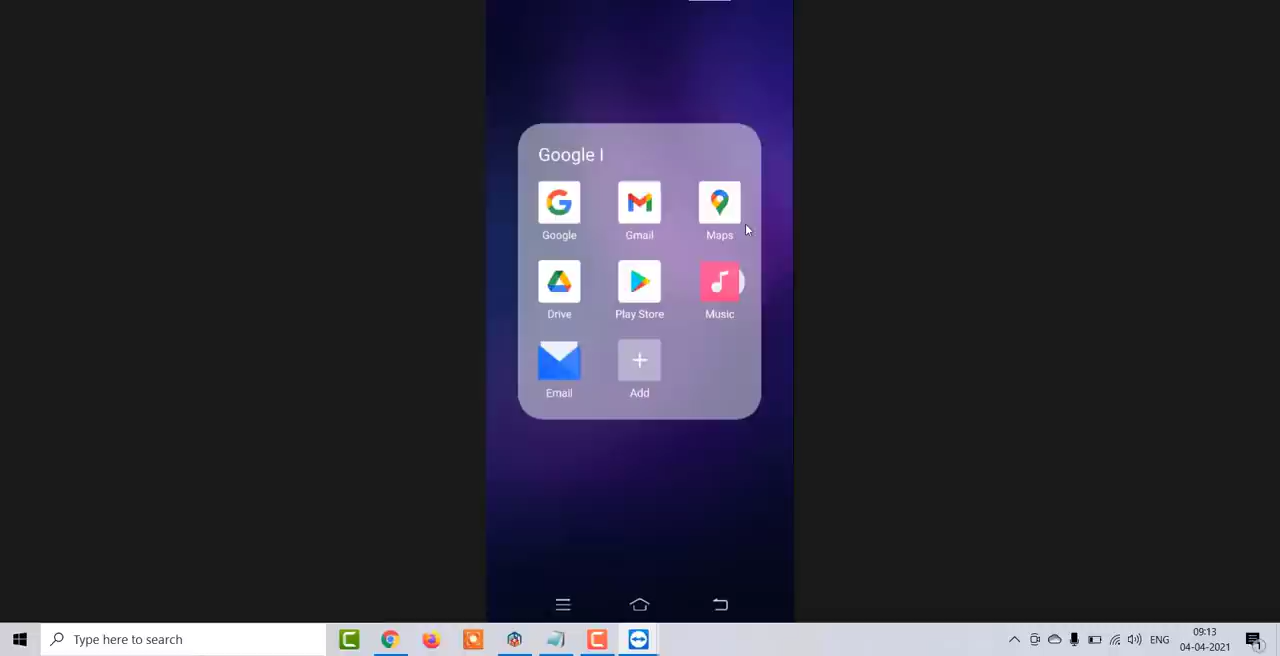 Google I
Google
Gmail
Maps
Drive
Play Store
Music
Email
Add
Type here to search
ENG
09:13
04-04-2021
1